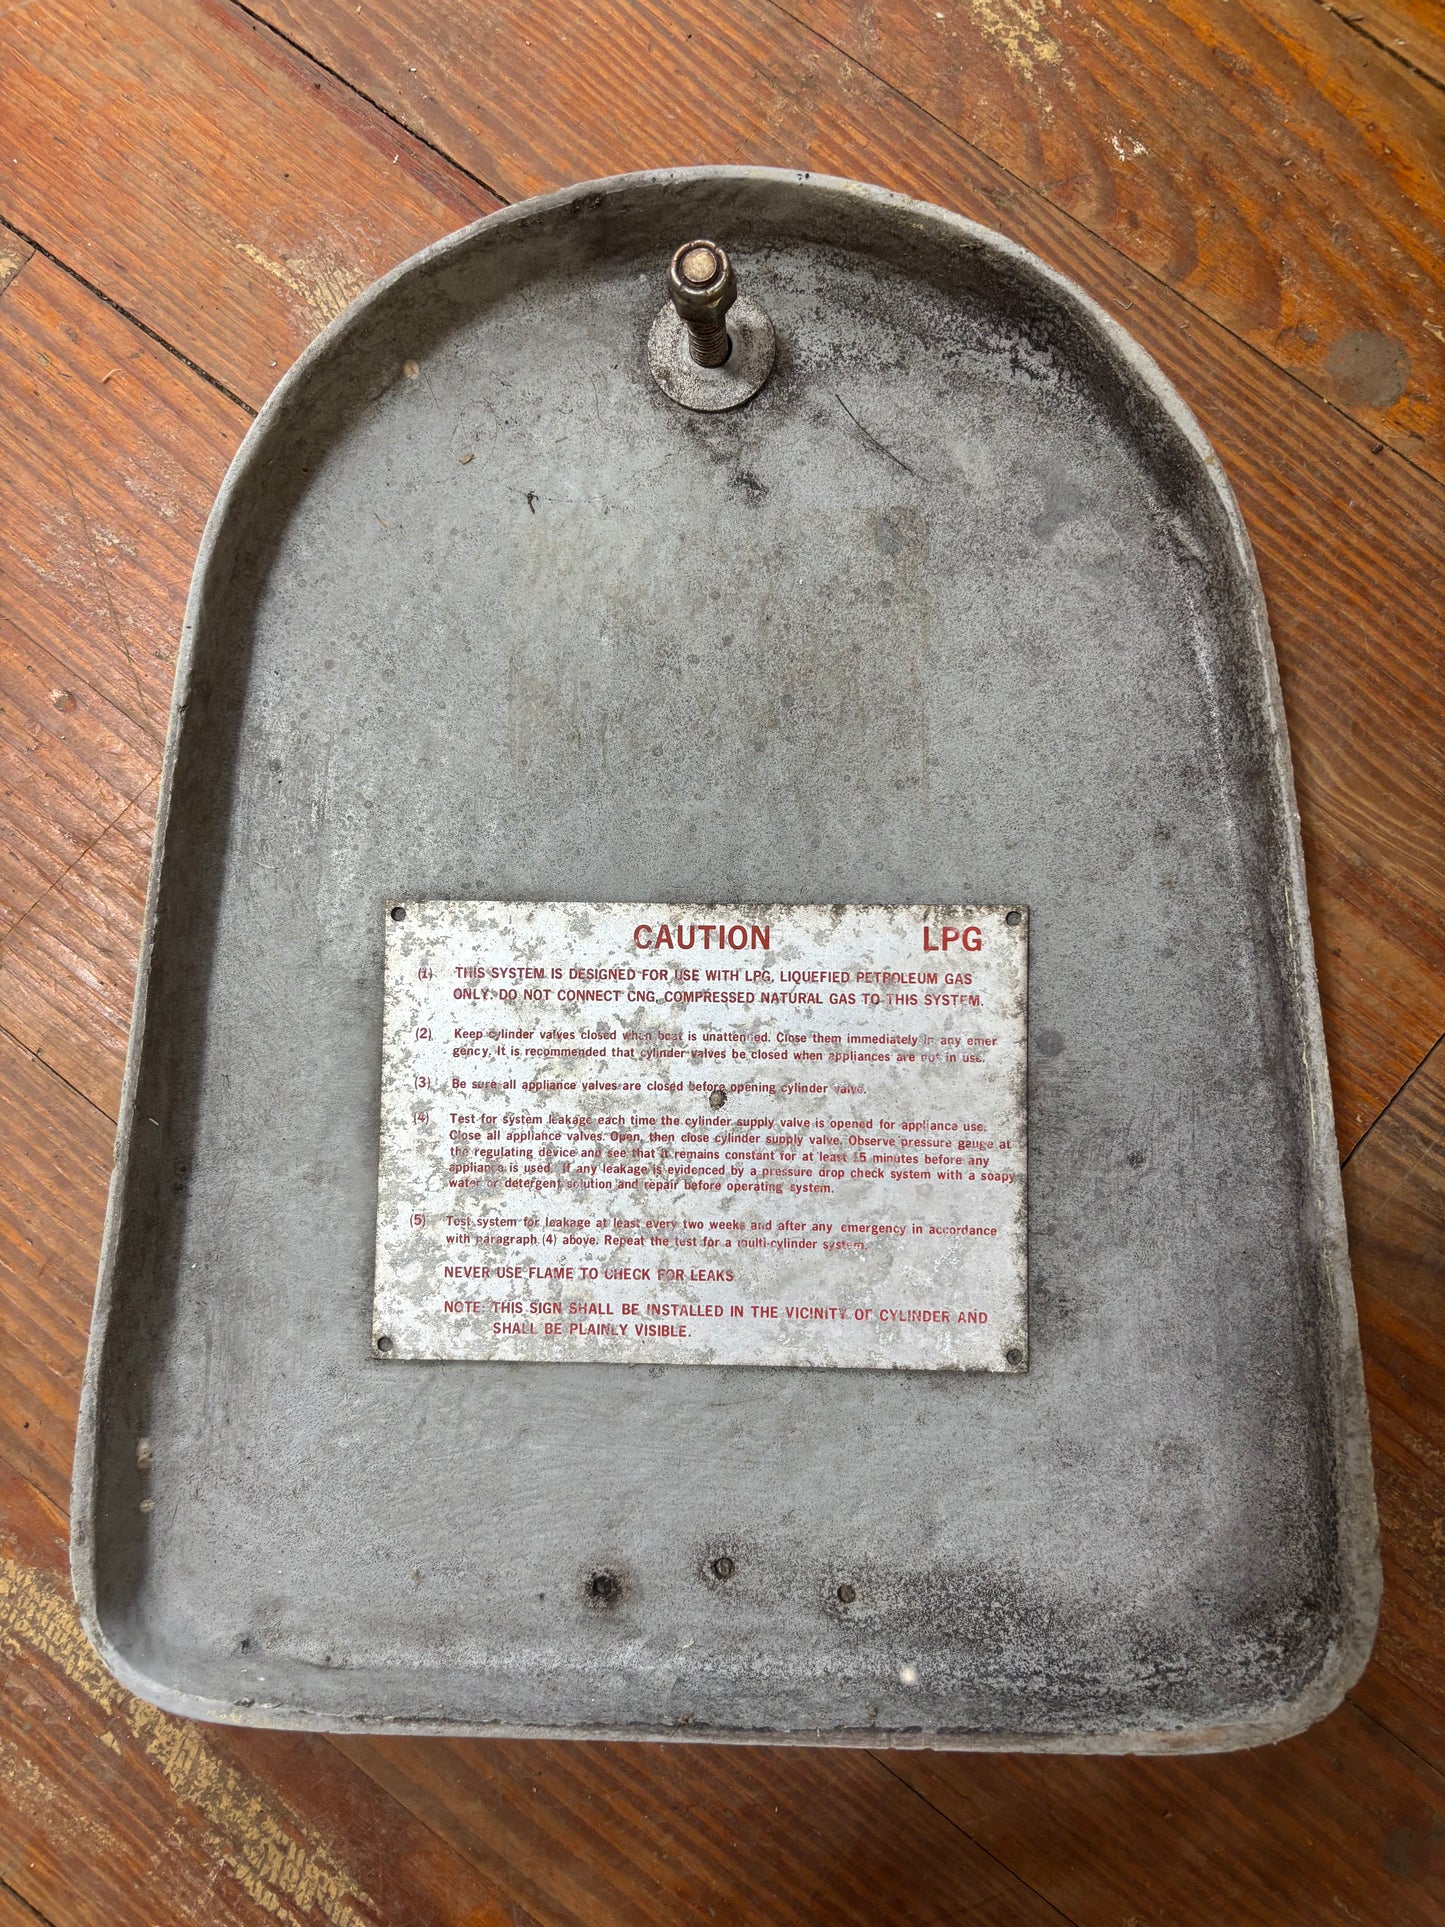 CAUTION LPG
(1) THIS SYSTEM IS DESIGNED FOR USE WITH LPG, LIQUEFIED PETROLEUM GAS
ONLY. DO NOT CONNECT CNG, COMPRESSED NATURAL GAS TO THIS SYSTEM.
(2) Keep cylinder valves closed when boat is unattended. Close them immediately in any emer
gency. It is recommended that cylinder valves be closed when appliances are not in use.
(3) Be sure all appliance valves are closed before opening cylinder valve.
(4) Test for system leakage each time the cylinder supply valve is opened for appliance use.
Close all appliance valves. Open, then close cylinder supply valve. Observe pressure gauge at
the regulating device and see that it remains constant for at least 15 minutes before any
appliance is used. If any leakage is evidenced by a pressure drop check system with a soapy
water or detergent solution and repair before operating system.
(5) Test system for leakage at least every two weeks and after any emergency in accordance
with paragraph (4) above. Repeat the test for a multi-cylinder system.
NEVER USE FLAME TO CHECK FOR LEAKS
NOTE: THIS SIGN SHALL BE INSTALLED IN THE VICINITY OF CYLINDER AND
SHALL BE PLAINLY VISIBLE.